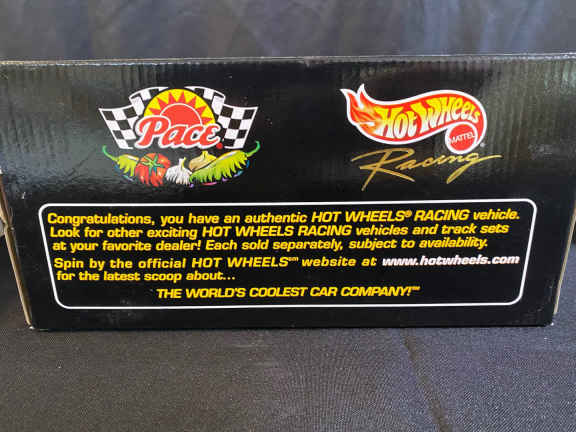 Pace®
HOT WHEELS
MATTEL
Racing
Congratulations, you have an authentic HOT WHEELS® RACING vehicle.
Look for other exciting HOT WHEELS RACING vehicles and track sets
at your favorite dealer! Each sold separately, subject to availability.
Spin by the official HOT WHEELS℠ website at www.hotwheels.com
for the latest scoop about...
THE WORLD'S COOLEST CAR COMPANY!™